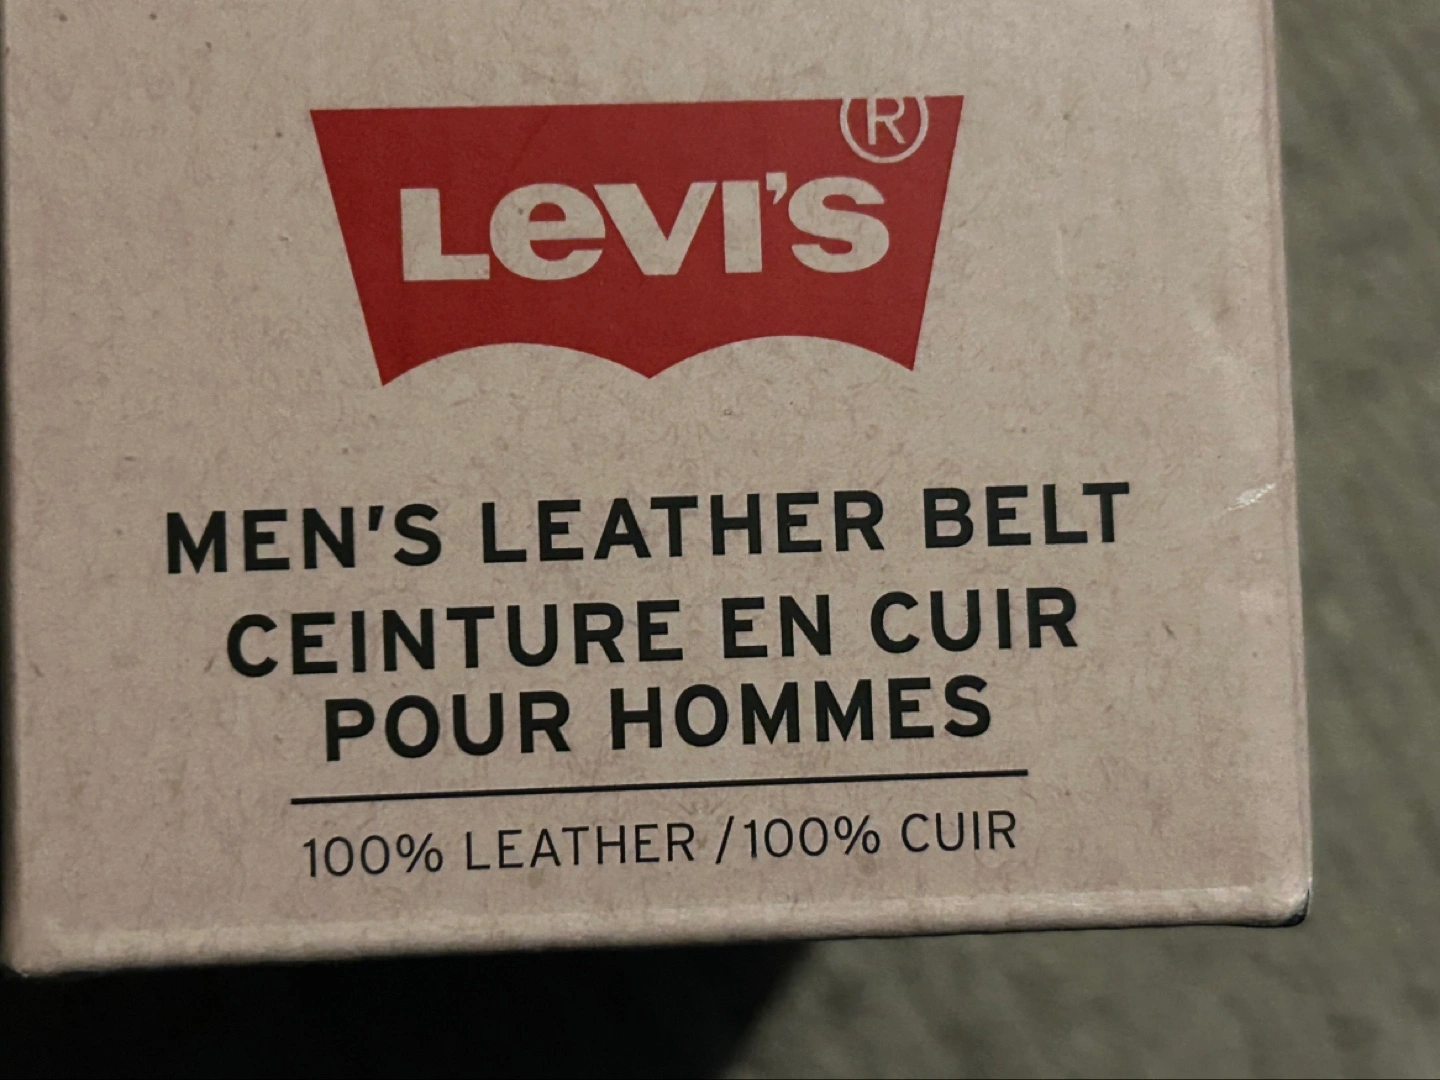 Levi's®
MEN'S LEATHER BELT
CEINTURE EN CUIR
POUR HOMMES
100% LEATHER / 100% CUIR